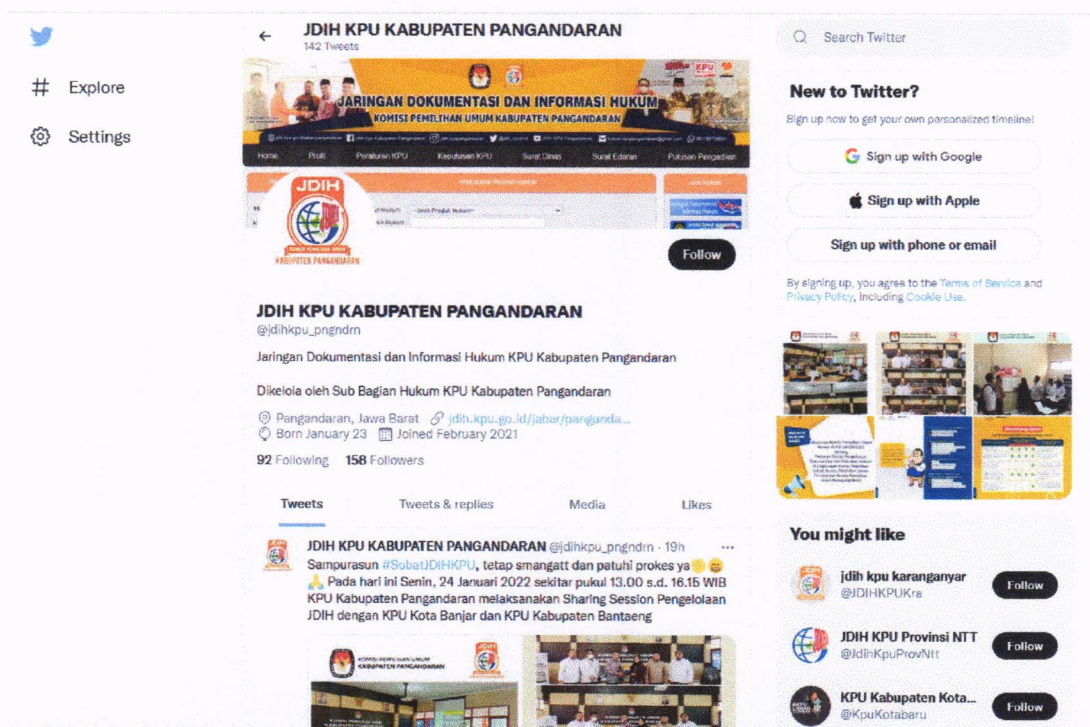 JDIH KPU KABUPATEN PANGANDARAN
142 Tweets
Explore
Settings
JARINGAN DOKUMENTASI DAN INFORMASI HUKUM
KOMISI PEMILIHAN UMUM KABUPATEN PANGANDARAN
Home Profil Peraturan KPU Keputusan KPU Surat Dinas Surat Edaran Putusan Pengadilan
JDIH
KABUPATEN PANGANDARAN
Follow
JDIH KPU KABUPATEN PANGANDARAN
@jdihkpu_pngndrn
Jaringan Dokumentasi dan Informasi Hukum KPU Kabupaten Pangandaran
Dikelola oleh Sub Bagian Hukum KPU Kabupaten Pangandaran
Pangandaran, Jawa Barat jdih.kpu.go.id/jabar/panganda...
Born January 23 Joined February 2021
92 Following 158 Followers
Tweets Tweets & replies Media Likes
JDIH KPU KABUPATEN PANGANDARAN @jdihkpu_pngndrn · 19h
Sampurasun #SobatJDIHKPU, tetap smangatt dan patuhi prokes ya
Pada hari ini Senin, 24 Januari 2022 sekitar pukul 13.00 s.d. 16.15 WIB
KPU Kabupaten Pangandaran melaksanakan Sharing Session Pengelolaan
JDIH dengan KPU Kota Banjar dan KPU Kabupaten Bantaeng
KOMISI PEMILIHAN UMUM
KABUPATEN PANGANDARAN
Search Twitter
New to Twitter?
Sign up now to get your own personalized timeline!
Sign up with Google
Sign up with Apple
Sign up with phone or email
By signing up, you agree to the Terms of Service and
Privacy Policy, including Cookie Use.
You might like
jdih kpu karanganyar
@JDIHKPUKra
Follow
JDIH KPU Provinsi NTT
@JdihKpuProvNtt
Follow
KPU Kabupaten Kota...
@KpuKotabaru
Follow